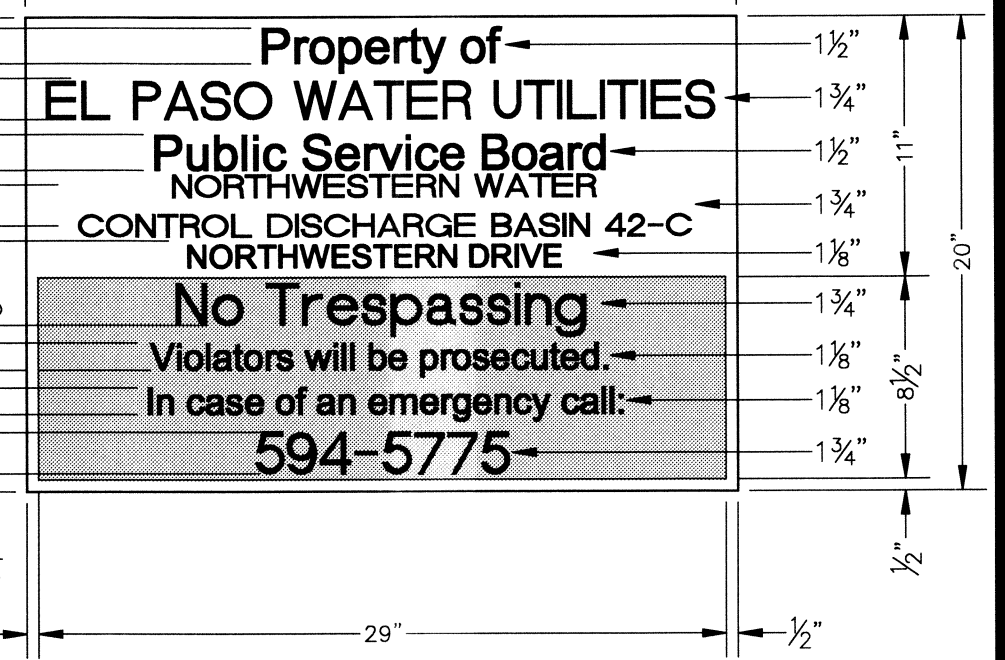 Property of
1½"
EL PASO WATER UTILITIES
1¾"
Public Service Board
1½"
NORTHWESTERN WATER
CONTROL DISCHARGE BASIN 42-C
1¾"
NORTHWESTERN DRIVE
1⅛"
11"
20"
No Trespassing
1¾"
Violators will be prosecuted.
1⅛"
In case of an emergency call:
1⅛"
594-5775
1¾"
8½"
½"
29"
½"